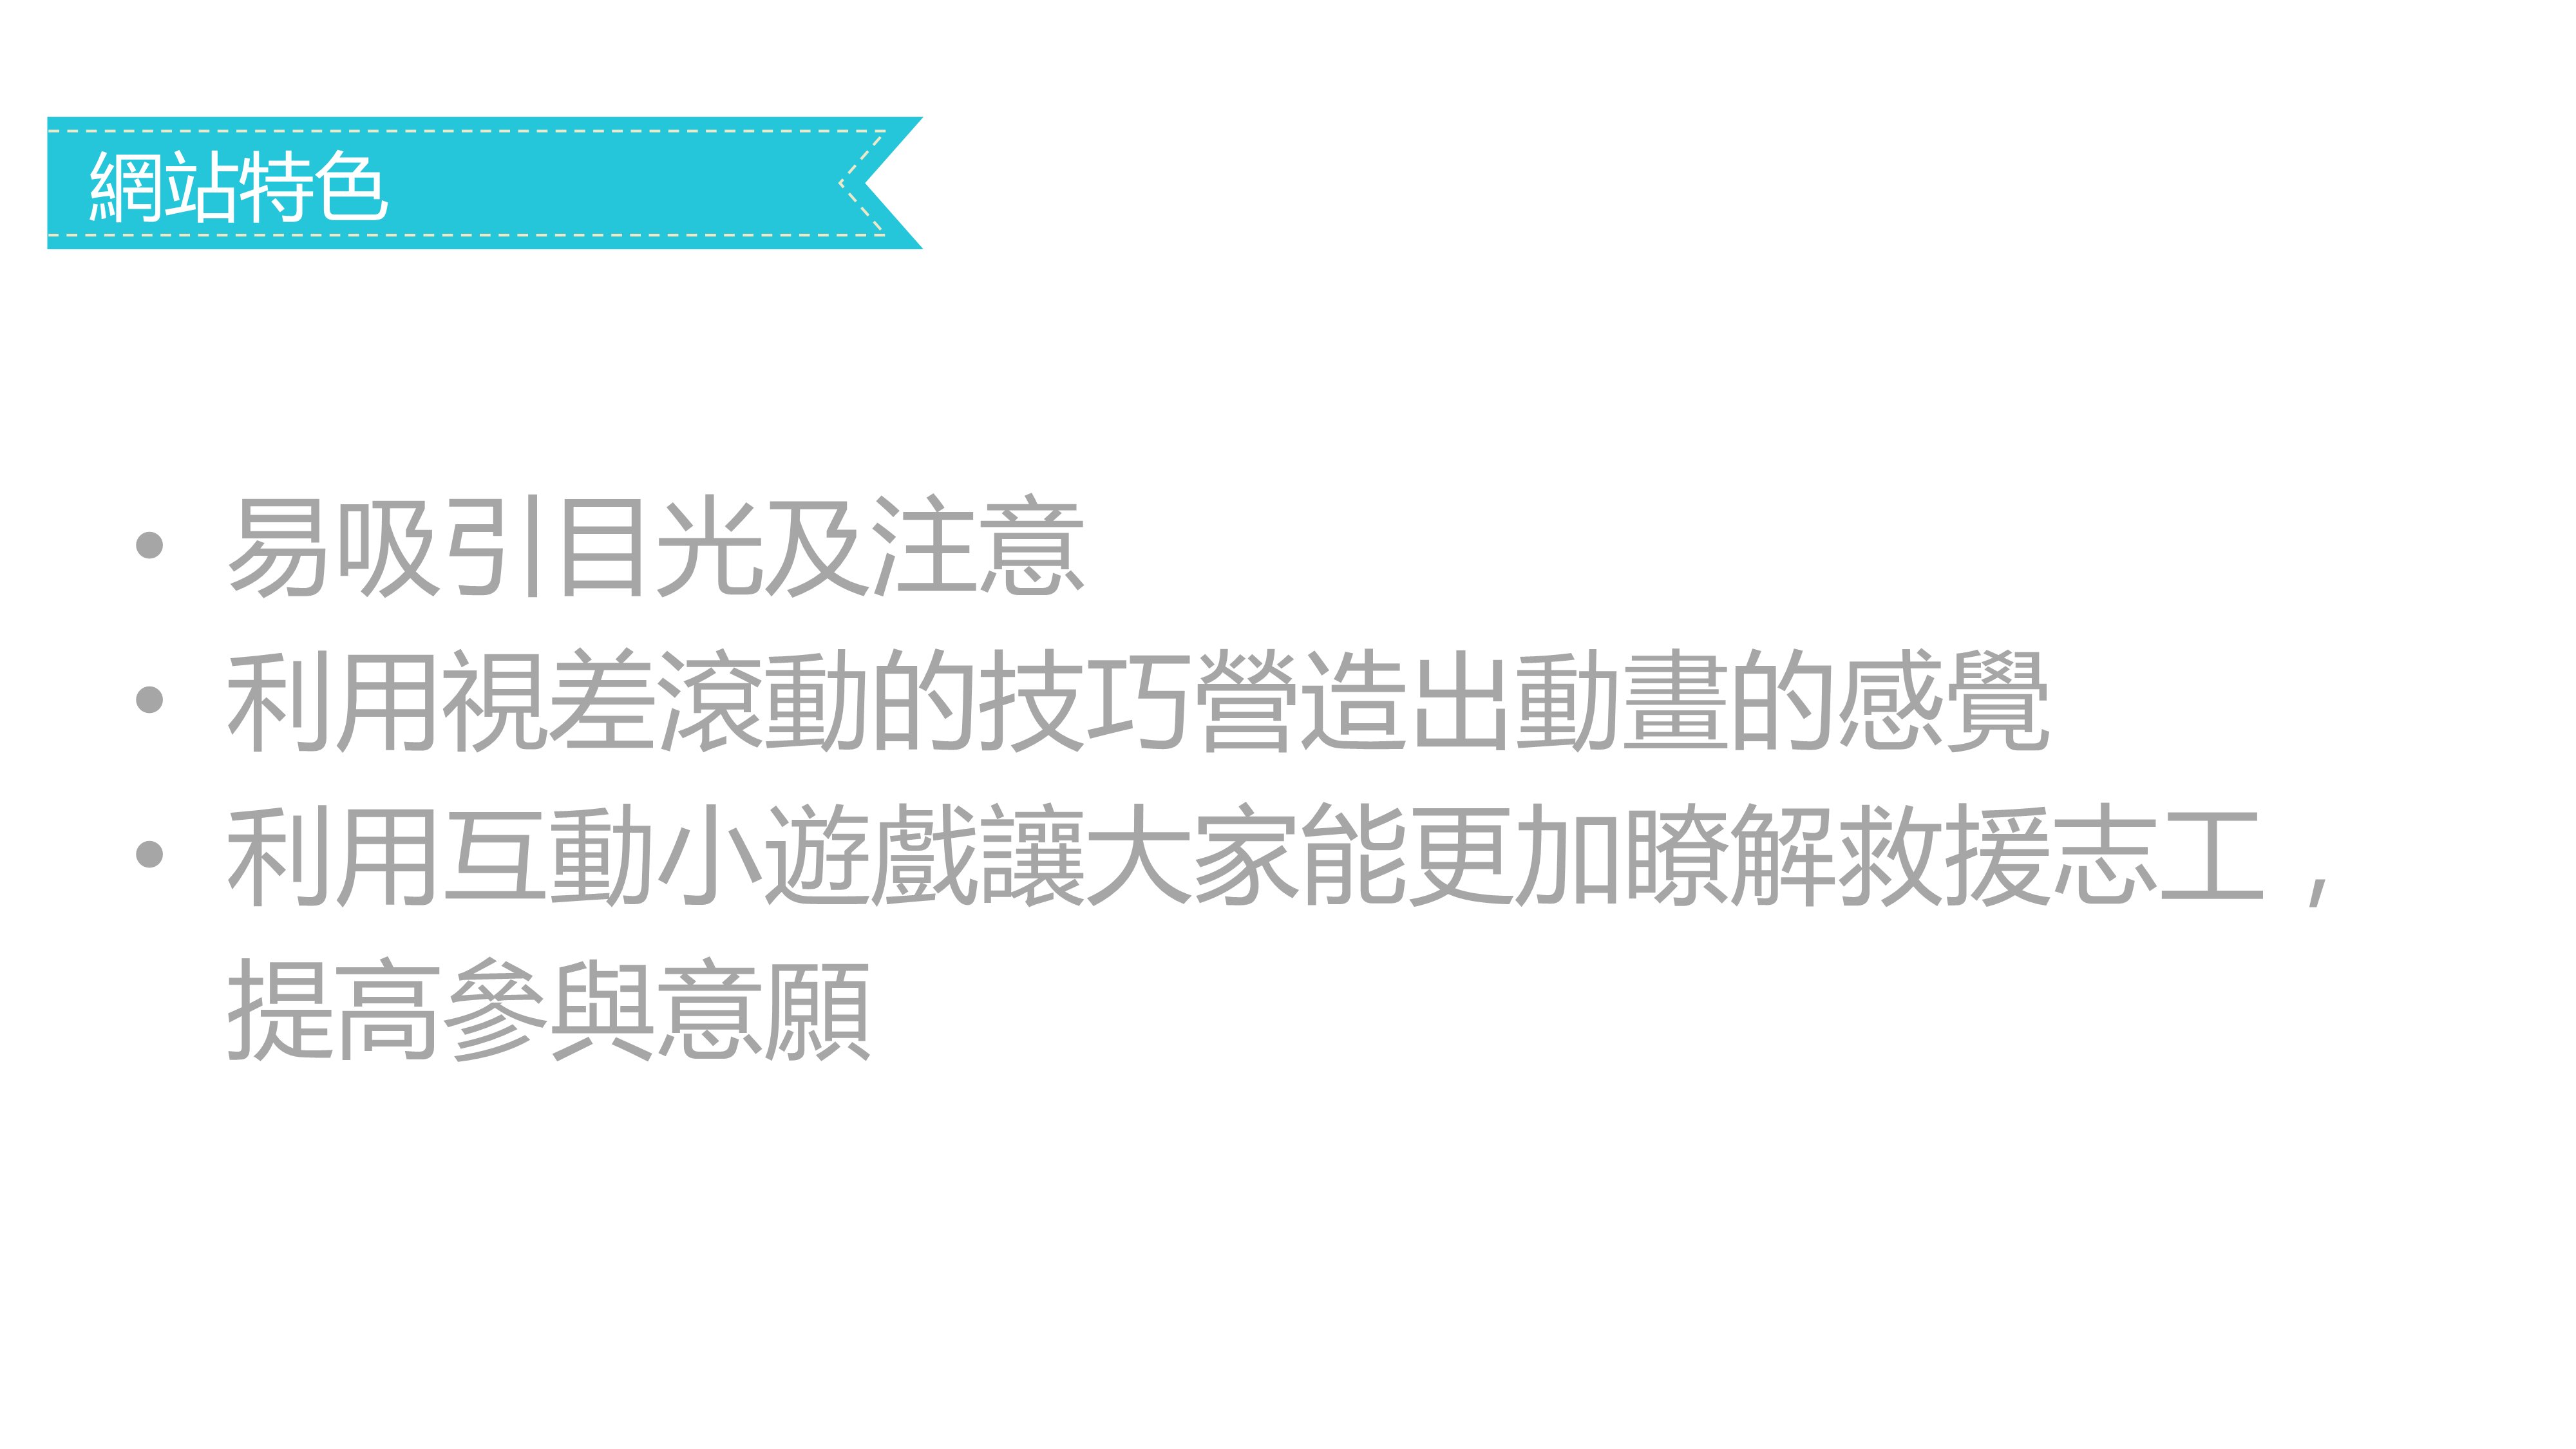 網站特色
• 易吸引目光及注意
• 利用視差滾動的技巧營造出動畫的感覺
• 利用互動小遊戲讓大家能更加瞭解救援志工，
提高參與意願